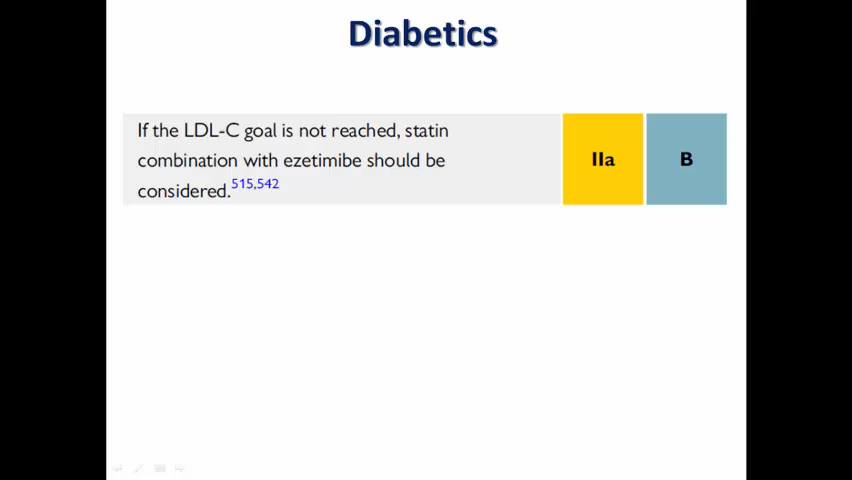 Diabetics
If the LDL-C goal is not reached, statin
combination with ezetimibe should be
considered.515,542
IIa
B